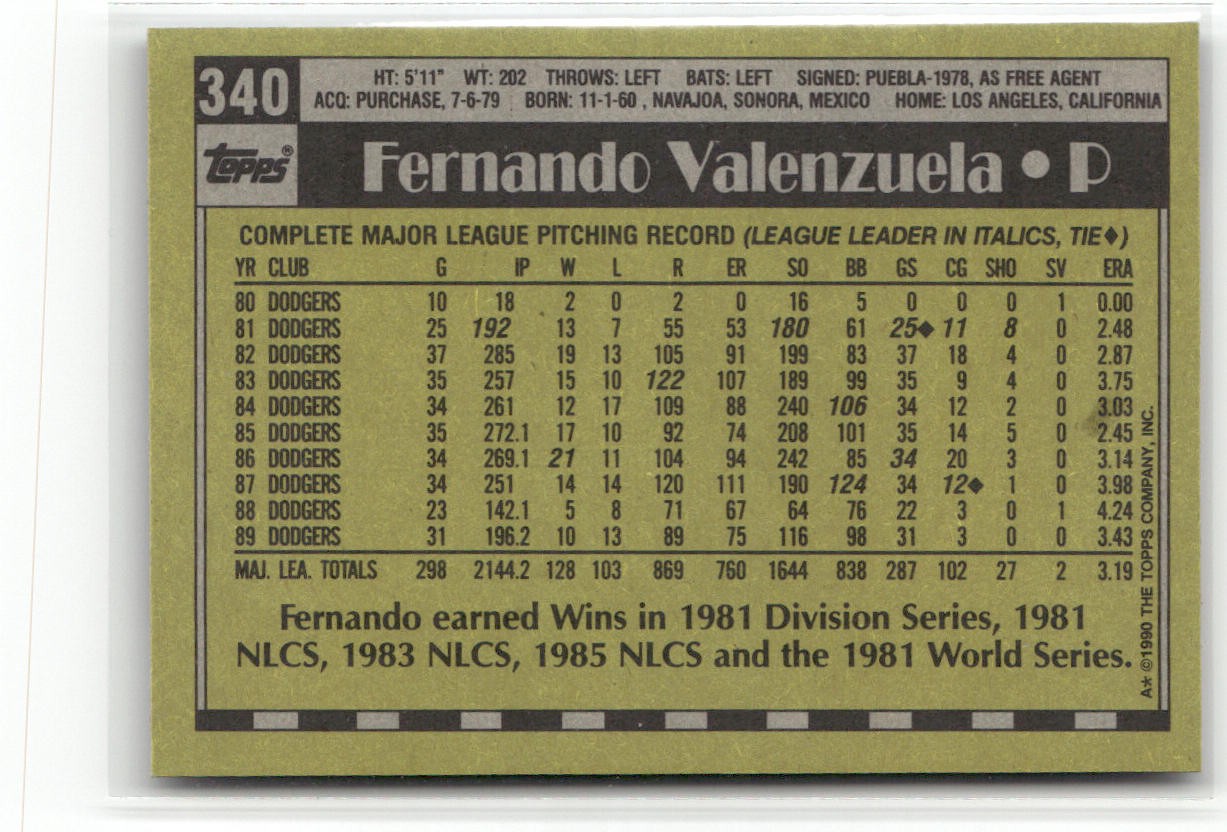 340
HT: 5'11" WT: 202 THROWS: LEFT BATS: LEFT SIGNED: PUEBLA-1978, AS FREE AGENT
ACQ: PURCHASE, 7-6-79 BORN: 11-1-60 , NAVAJOA, SONORA, MEXICO HOME: LOS ANGELES, CALIFORNIA
TOPPS®
Fernando Valenzuela • P
COMPLETE MAJOR LEAGUE PITCHING RECORD (LEAGUE LEADER IN ITALICS, TIE♦)
YR CLUB G IP W L R ER SO BB GS CG SHO SV ERA
80 DODGERS 10 18 2 0 2 0 16 5 0 0 0 1 0.00
81 DODGERS 25 192 13 7 55 53 180 61 25♦ 11 8 0 2.48
82 DODGERS 37 285 19 13 105 91 199 83 37 18 4 0 2.87
83 DODGERS 35 257 15 10 122 107 189 99 35 9 4 0 3.75
84 DODGERS 34 261 12 17 109 88 240 106 34 12 2 0 3.03
85 DODGERS 35 272.1 17 10 92 74 208 101 35 14 5 0 2.45
86 DODGERS 34 269.1 21 11 104 94 242 85 34 20 3 0 3.14
87 DODGERS 34 251 14 14 120 111 190 124 34 12♦ 1 0 3.98
88 DODGERS 23 142.1 5 8 71 67 64 76 22 3 0 1 4.24
89 DODGERS 31 196.2 10 13 89 75 116 98 31 3 0 0 3.43
MAJ. LEA. TOTALS 298 2144.2 128 103 869 760 1644 838 287 102 27 2 3.19
Fernando earned Wins in 1981 Division Series, 1981
NLCS, 1983 NLCS, 1985 NLCS and the 1981 World Series.
A* ©1990 THE TOPPS COMPANY, INC.